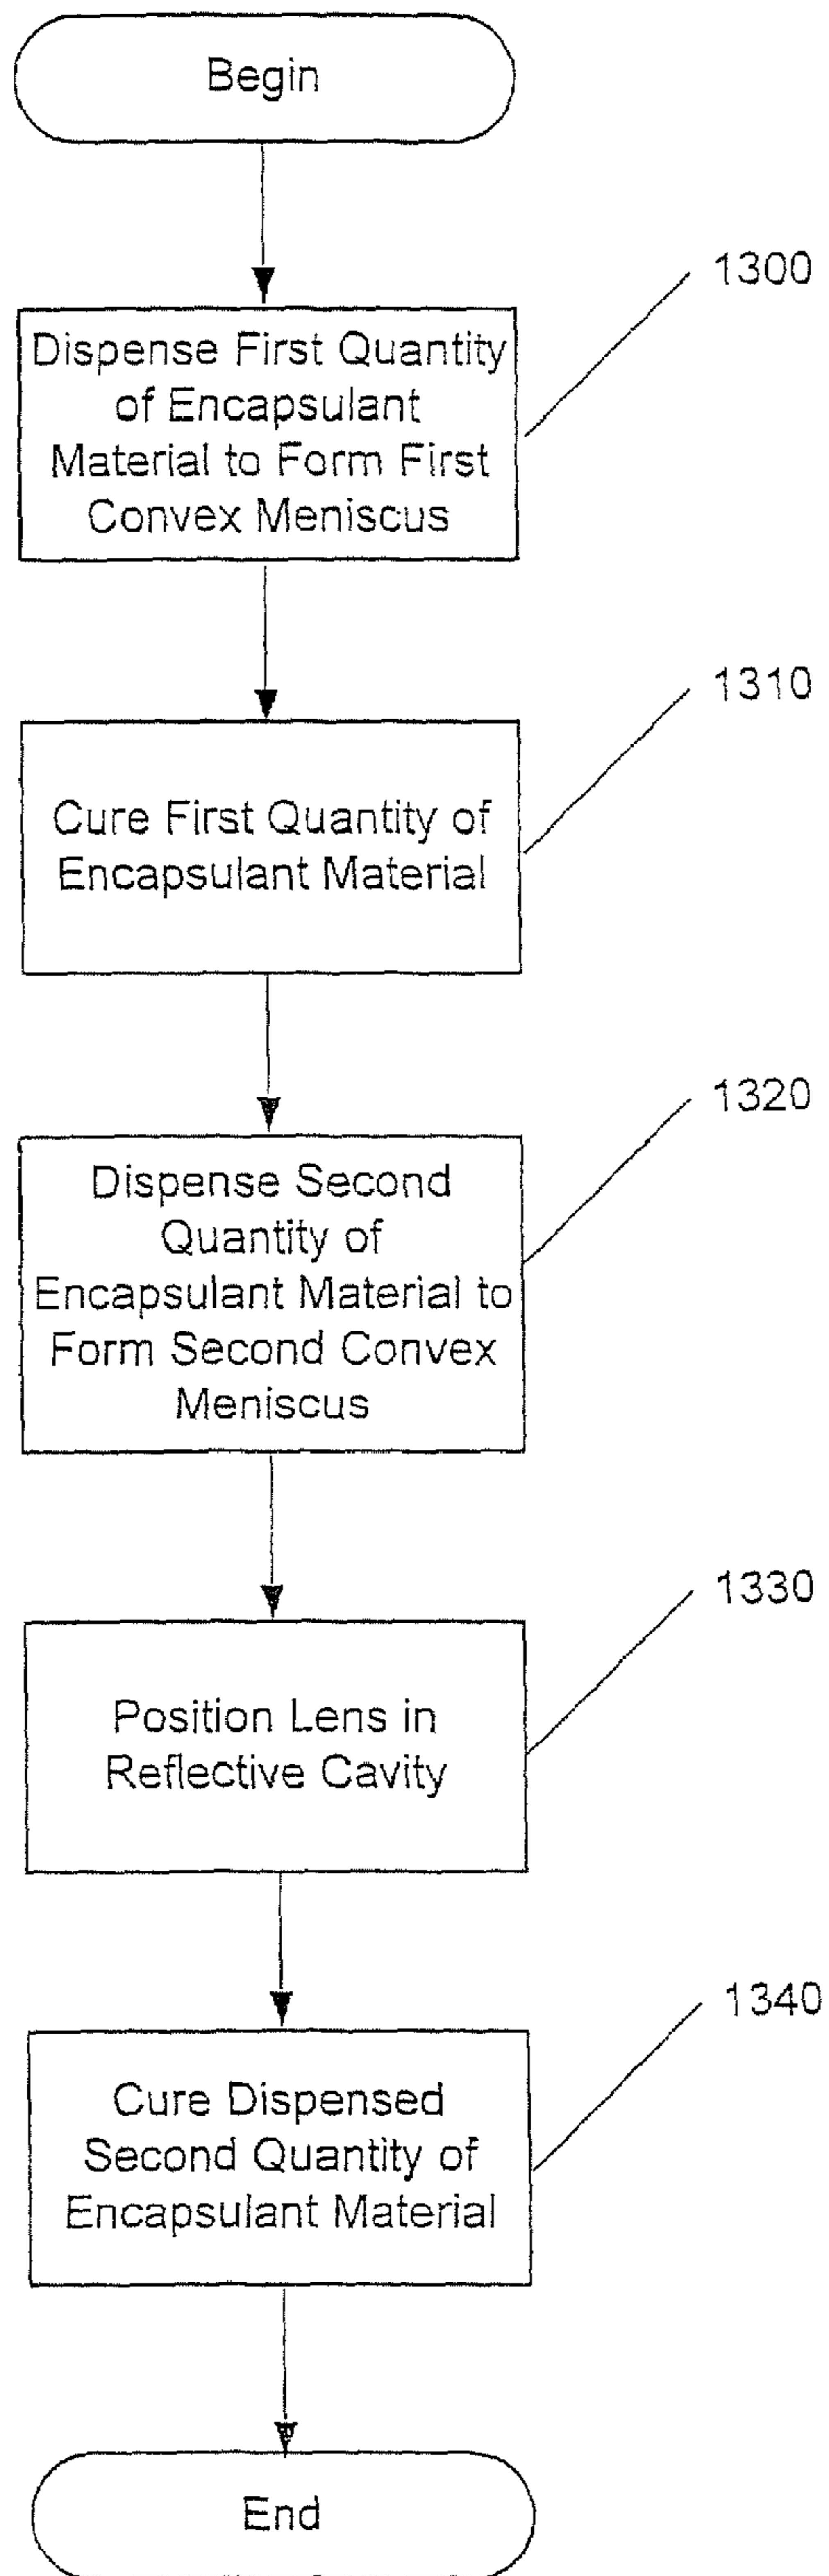 Begin
1300
Dispense First Quantity
of Encapsulant
Material to Form First
Convex Meniscus
1310
Cure First Quantity of
Encapsulant Material
1320
Dispense Second
Quantity of
Encapsulant Material to
Form Second Convex
Meniscus
1330
Position Lens in
Reflective Cavity
1340
Cure Dispensed
Second Quantity of
Encapsulant Material
End